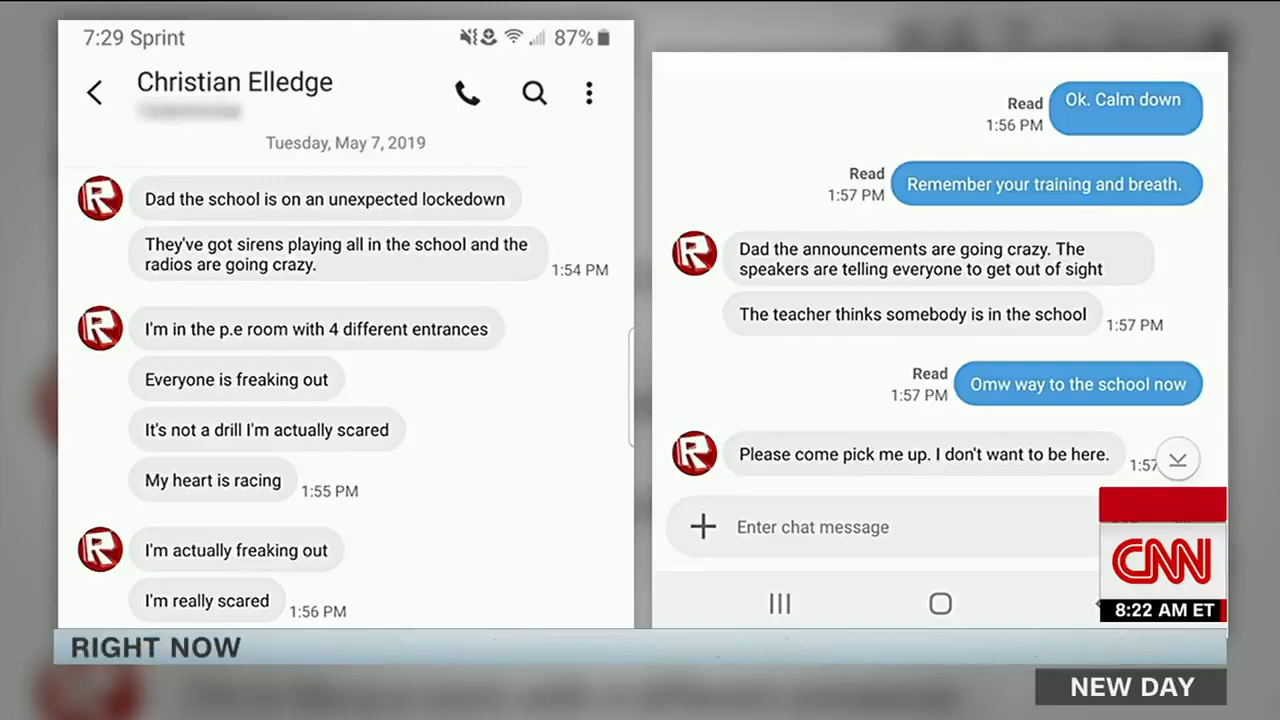 7:29 Sprint
87%
Christian Elledge
Tuesday, May 7, 2019
Dad the school is on an unexpected lockedown
They've got sirens playing all in the school and the
radios are going crazy.
1:54 PM
I'm in the p.e room with 4 different entrances
Everyone is freaking out
It's not a drill I'm actually scared
My heart is racing
1:55 PM
I'm actually freaking out
I'm really scared
1:56 PM
Ok. Calm down
Read
1:56 PM
Remember your training and breath.
Read
1:57 PM
Dad the announcements are going crazy. The
speakers are telling everyone to get out of sight
The teacher thinks somebody is in the school
1:57 PM
Omw way to the school now
Read
1:57 PM
Please come pick me up. I don't want to be here.
1:57
Enter chat message
CNN
8:22 AM ET
RIGHT NOW
NEW DAY